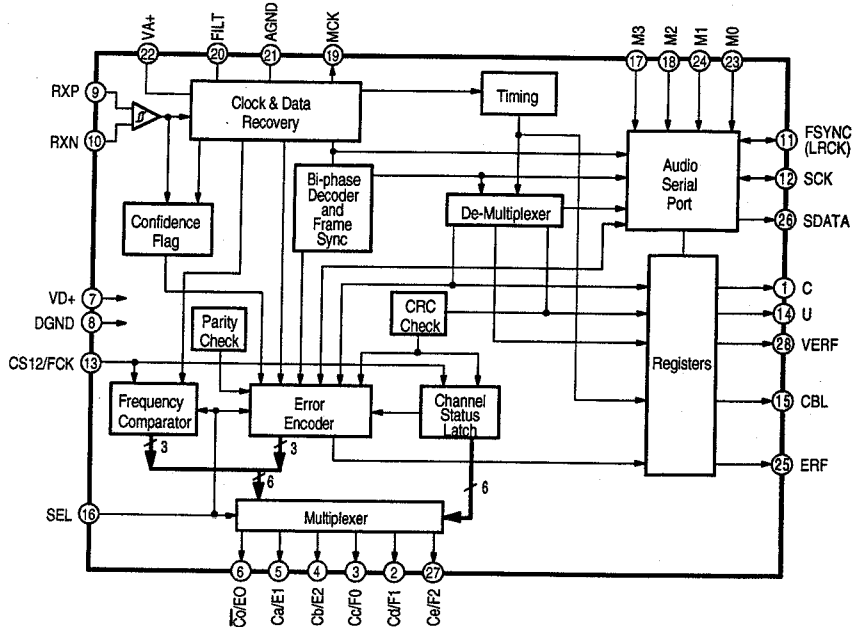 VA+ FILT AGND MCK M3 M2 M1 M0
22 20 21 19 17 18 24 23
RXP 9
RXN 10
Clock & Data
Recovery
Timing
Audio
Serial
Port
11 FSYNC
(LRCK)
12 SCK
26 SDATA
Confidence
Flag
Bi-phase
Decoder
and
Frame
Sync
De-Multiplexer
VD+ 7
DGND 8
CS12/FCK 13
Parity
Check
CRC
Check
Registers
1 C
14 U
28 VERF
15 CBL
25 ERF
Frequency
Comparator
Error
Encoder
Channel
Status
Latch
3 3
6 6
SEL 16
Multiplexer
6 5 4 3 2 27
C̅o̅/EO Ca/E1 Cb/E2 Cc/F0 Cd/F1 Ce/F2